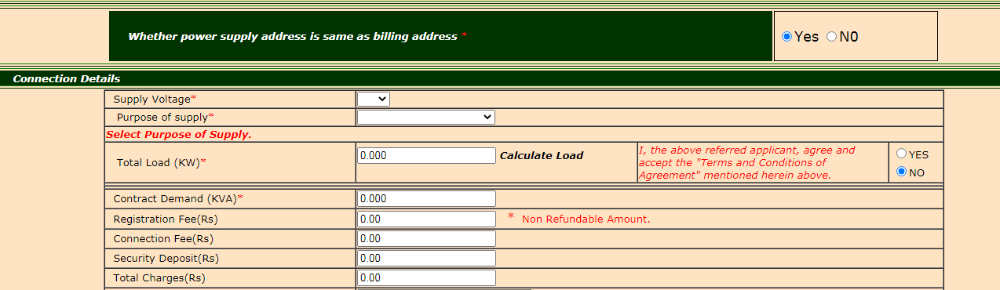 Whether power supply address is same as billing address *
Yes N0
Connection Details
Supply Voltage*
Purpose of supply*
Select Purpose of Supply.
Total Load (KW)*
0.000
Calculate Load
I, the above referred applicant, agree and
accept the "Terms and Conditions of
Agreement" mentioned herein above.
YES
NO
Contract Demand (KVA)*
0.000
Registration Fee(Rs)
0.00
* Non Refundable Amount.
Connection Fee(Rs)
0.00
Security Deposit(Rs)
0.00
Total Charges(Rs)
0.00